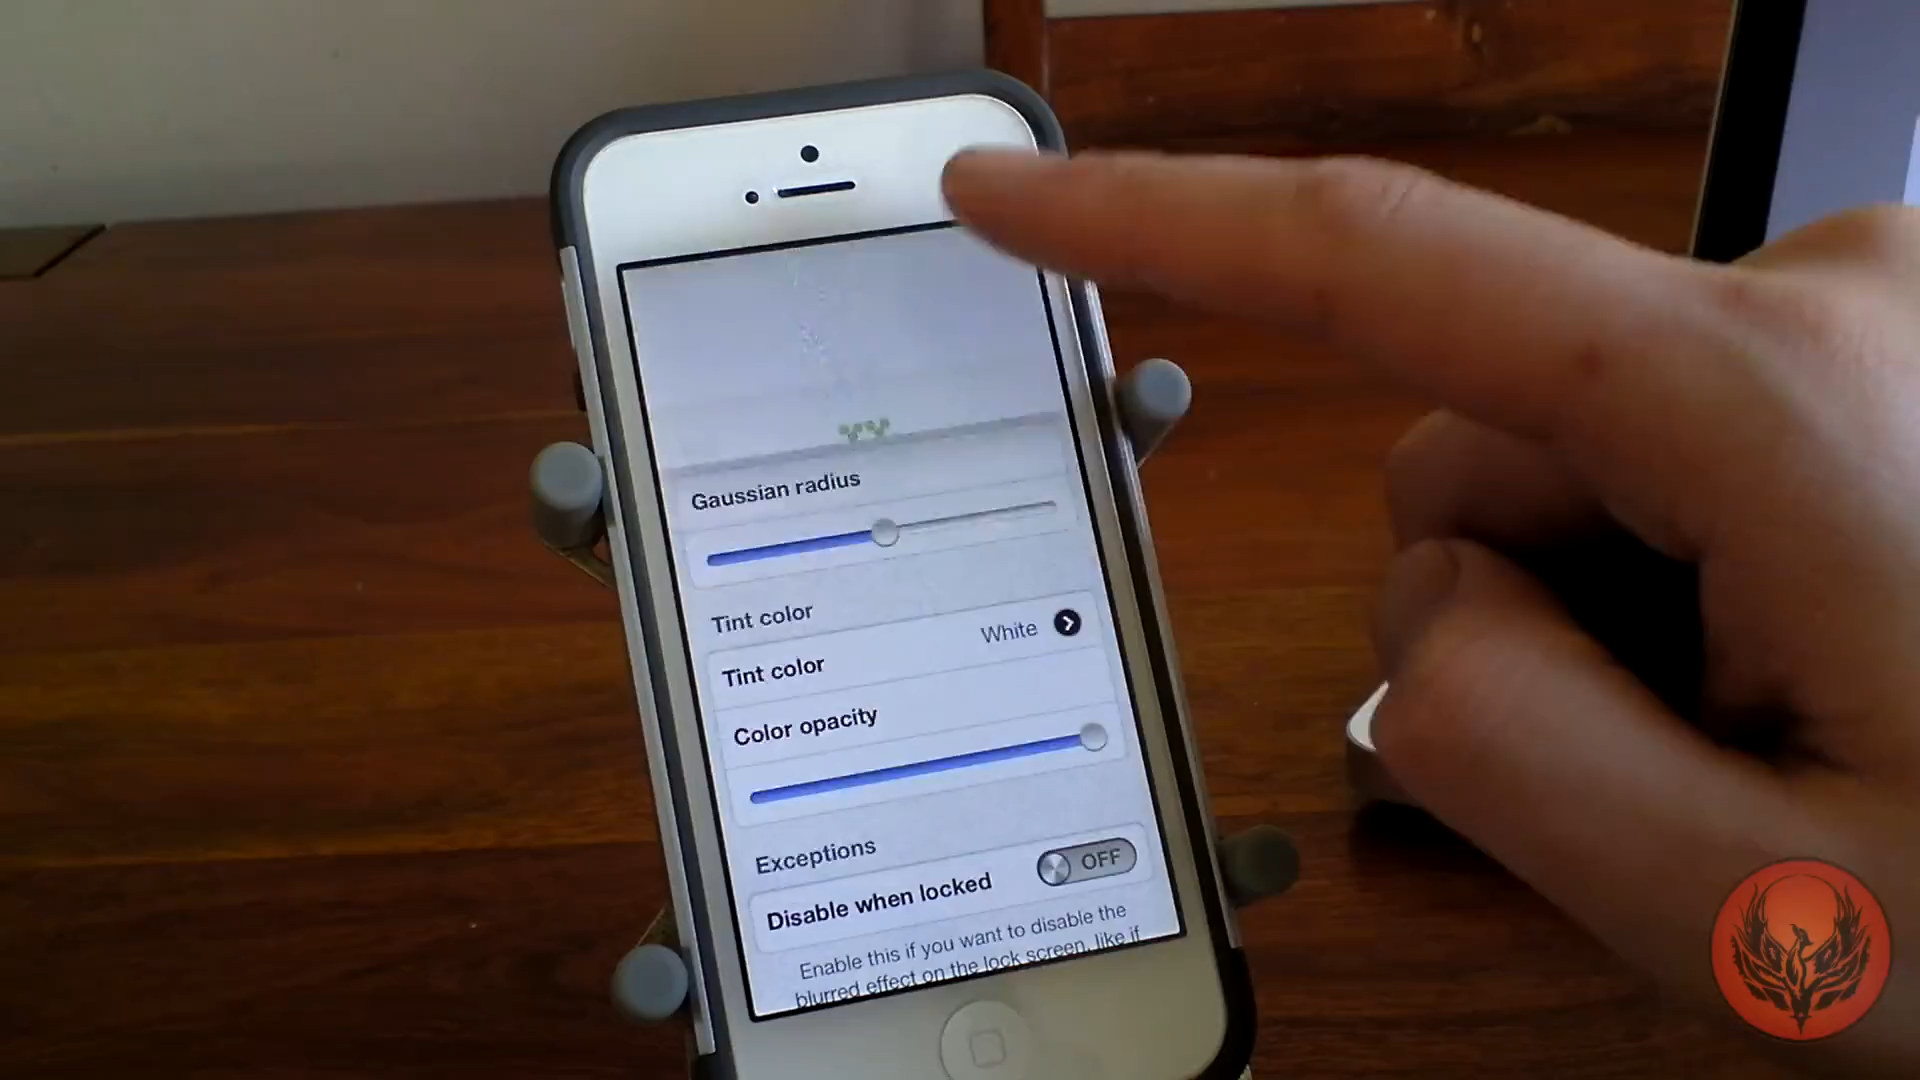 Gaussian radius
Tint color
Tint color White
Color opacity
Exceptions
Disable when locked OFF
Enable this if you want to disable the
blurred effect on the lock screen, like if